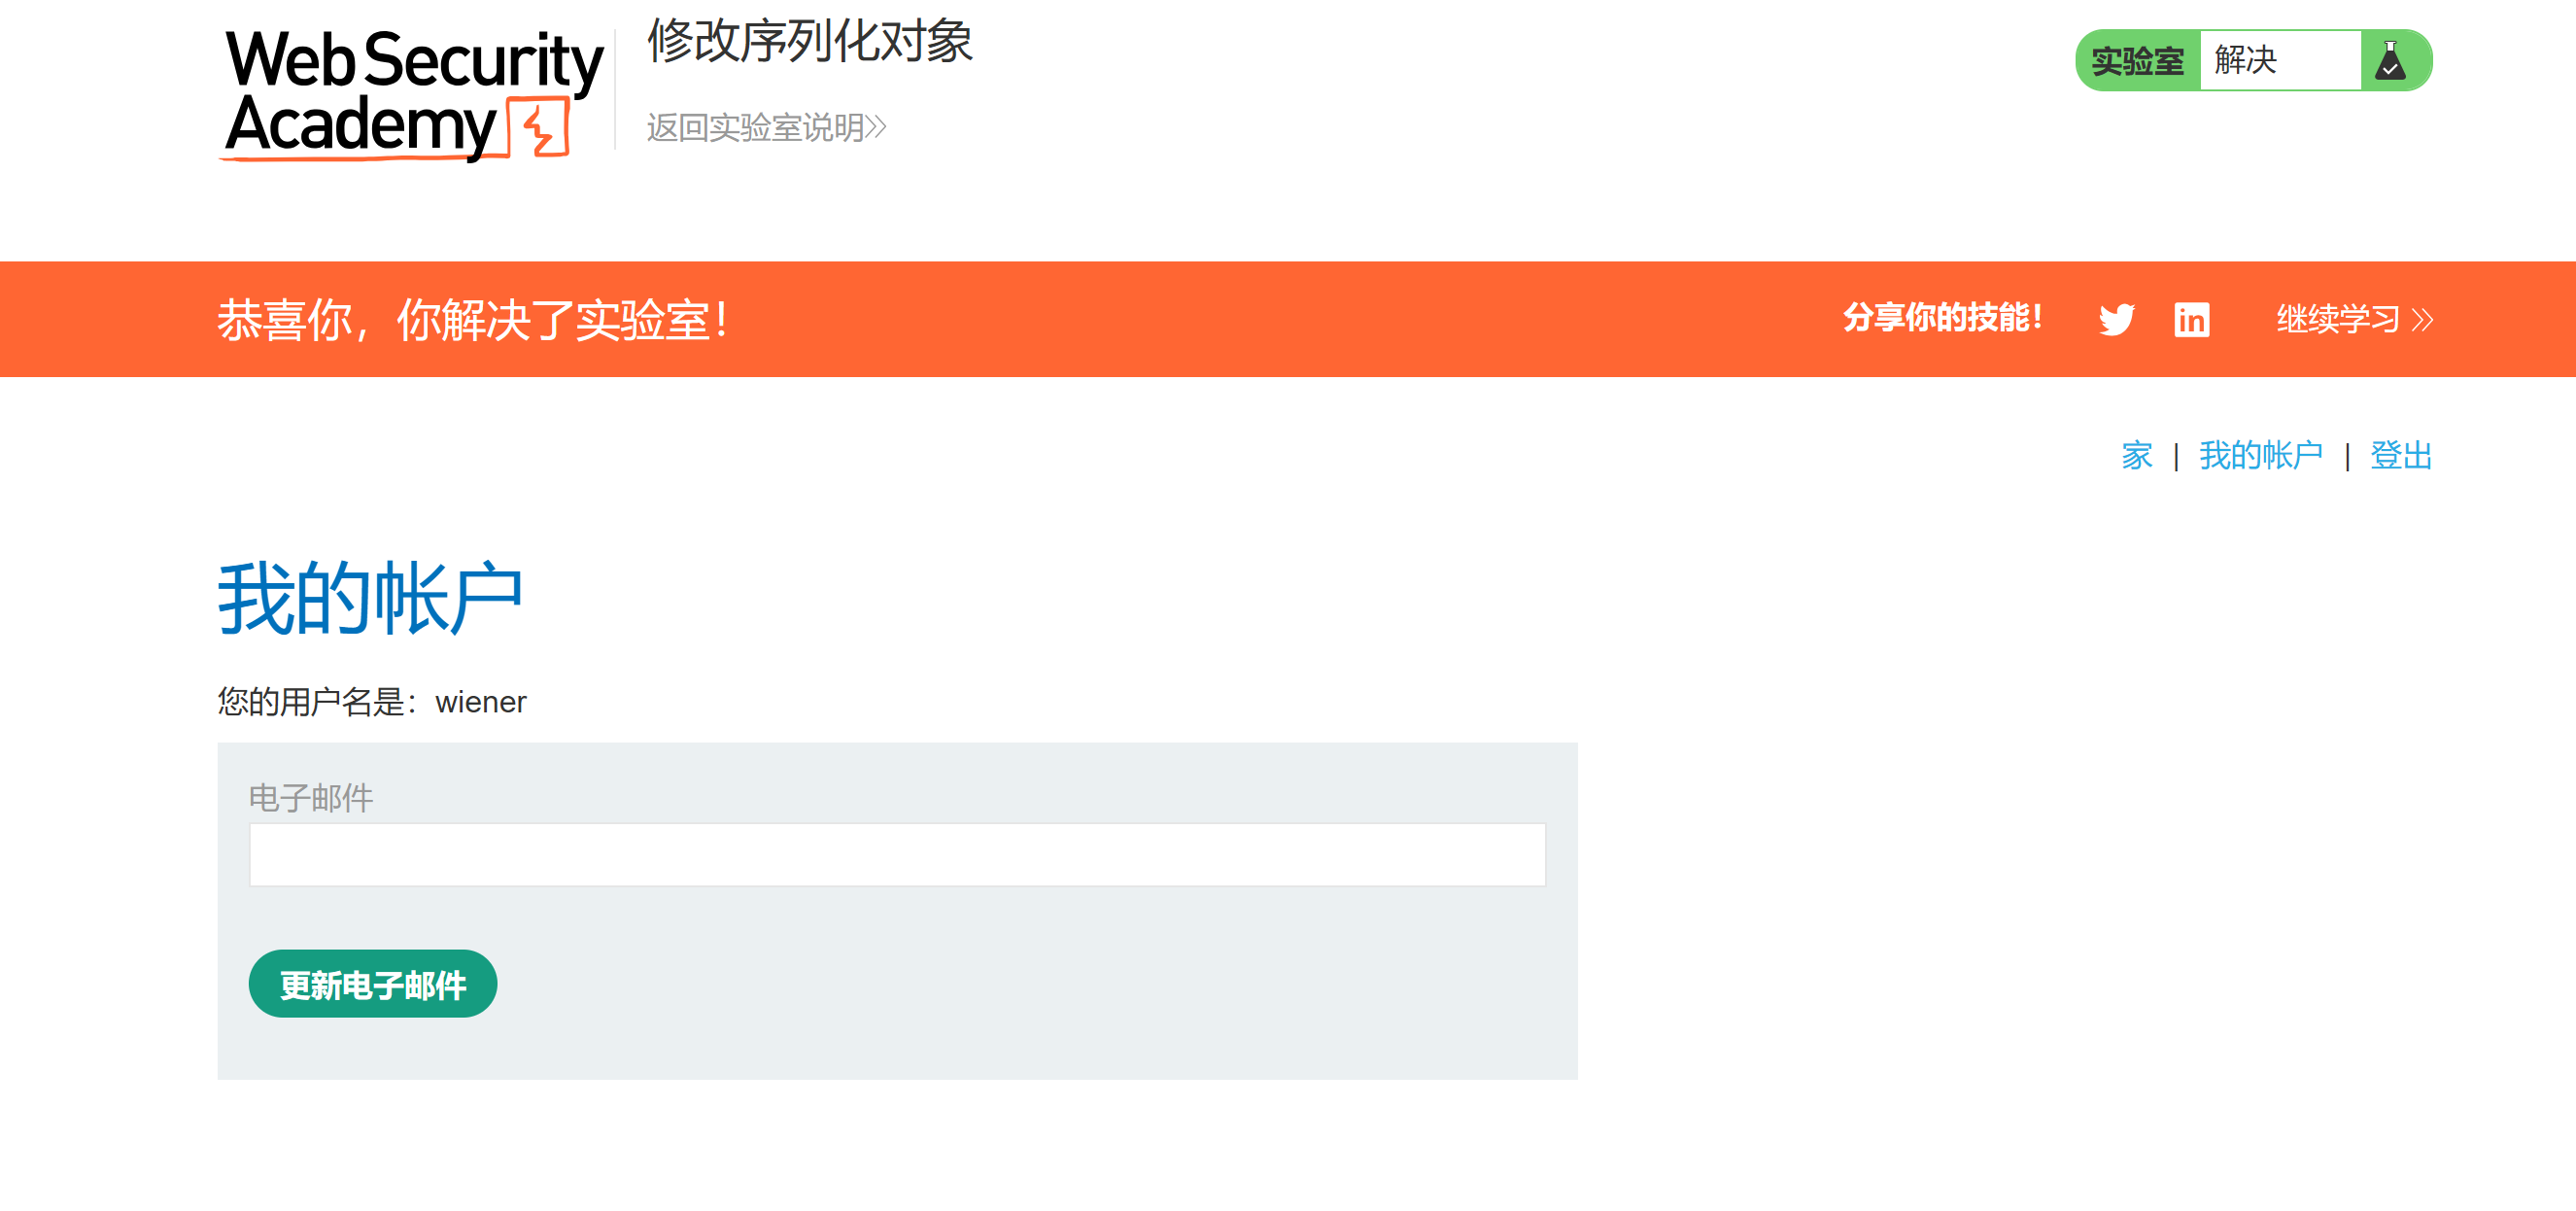 Web Security
Academy
修改序列化对象
返回实验室说明
实验室 解决
恭喜你，你解决了实验室！
分享你的技能！
继续学习
家 | 我的帐户 | 登出
我的帐户
您的用户名是：wiener
电子邮件
更新电子邮件